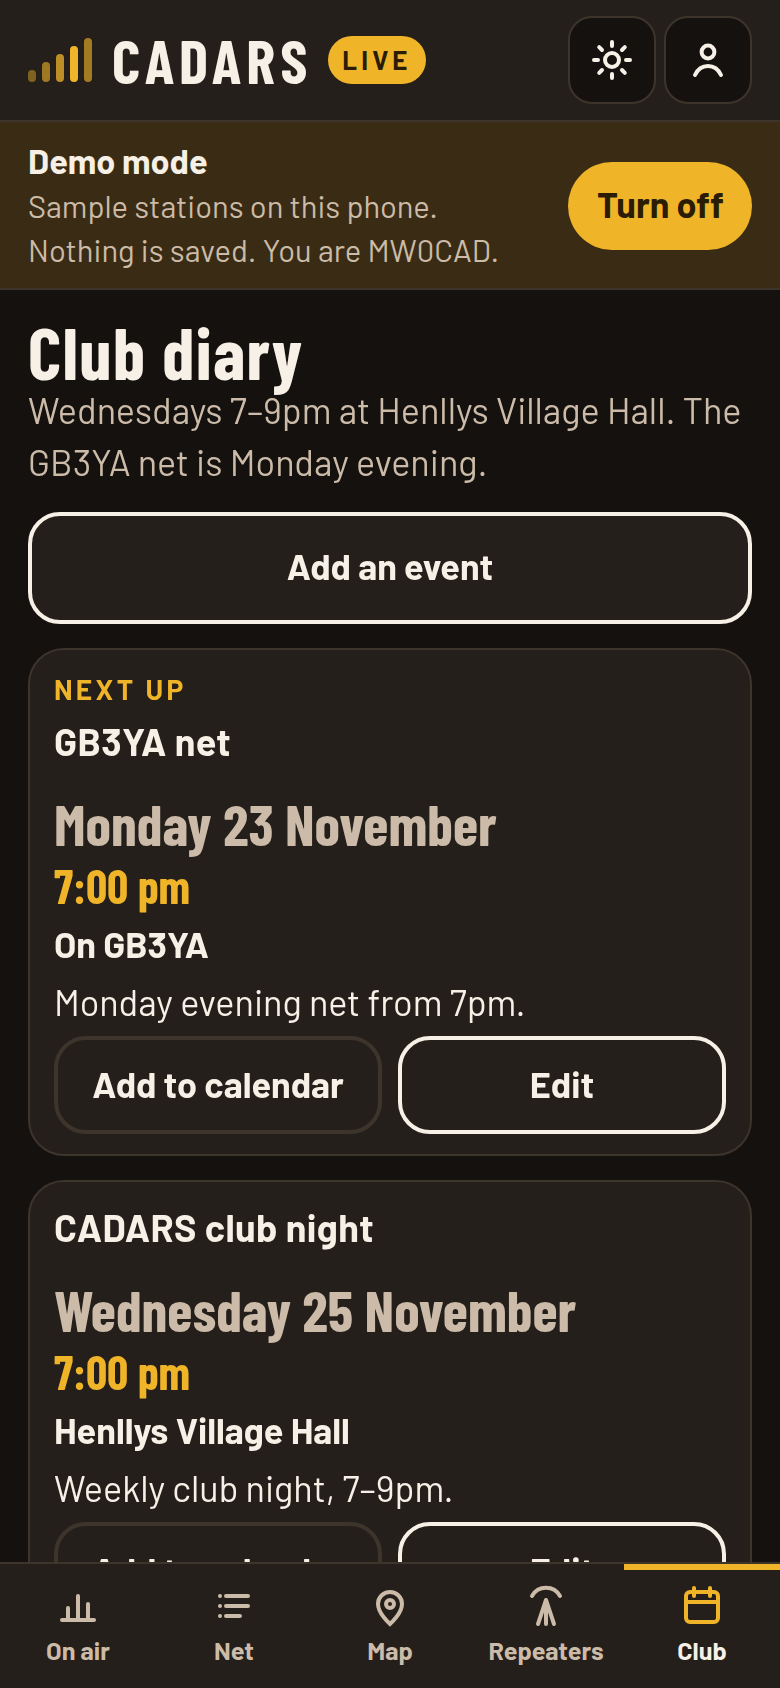 CADARS LIVE
Demo mode
Sample stations on this phone.
Nothing is saved. You are MW0CAD.
Turn off
Club diary
Wednesdays 7–9pm at Henllys Village Hall. The
GB3YA net is Monday evening.
Add an event
NEXT UP
GB3YA net
Monday 23 November
7:00 pm
On GB3YA
Monday evening net from 7pm.
Add to calendar Edit
CADARS club night
Wednesday 25 November
7:00 pm
Henllys Village Hall
Weekly club night, 7–9pm.
On air Net Map Repeaters Club